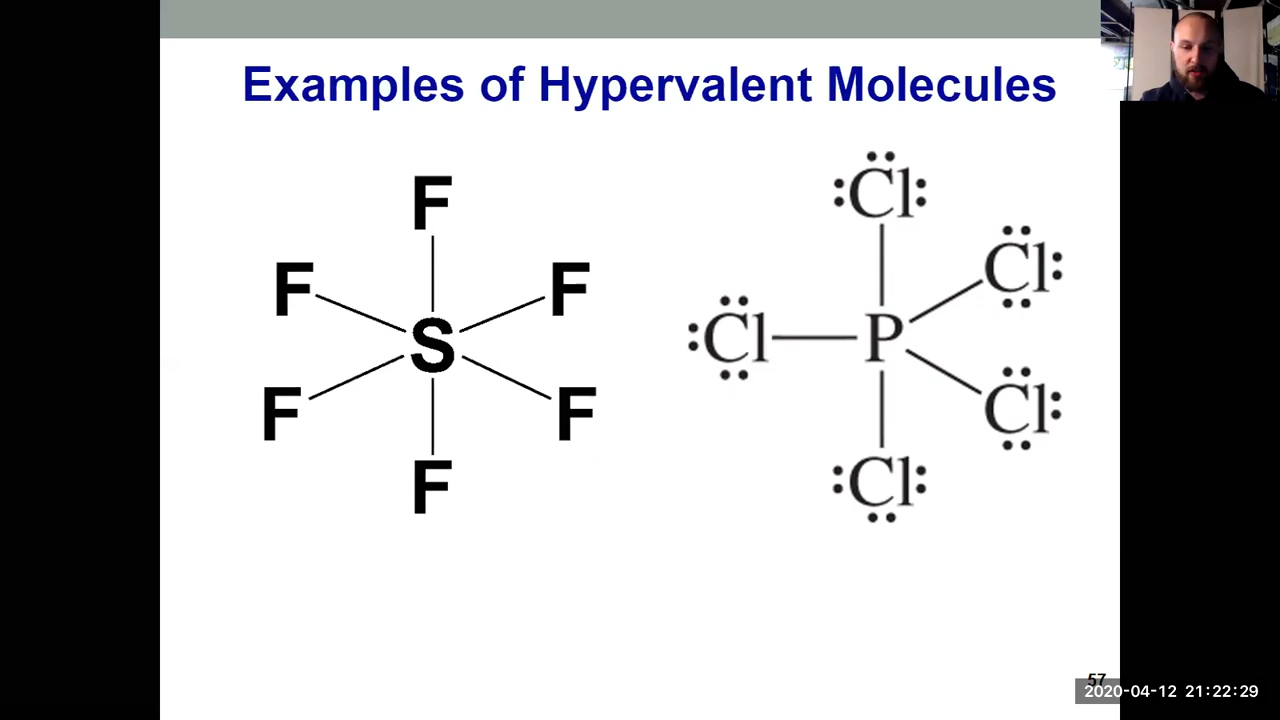 Examples of Hypervalent Molecules
F
F
F
S
F
F
F
:Cl:
Cl:
:Cl
P
Cl:
:Cl:
57
2020-04-12 21:22:29